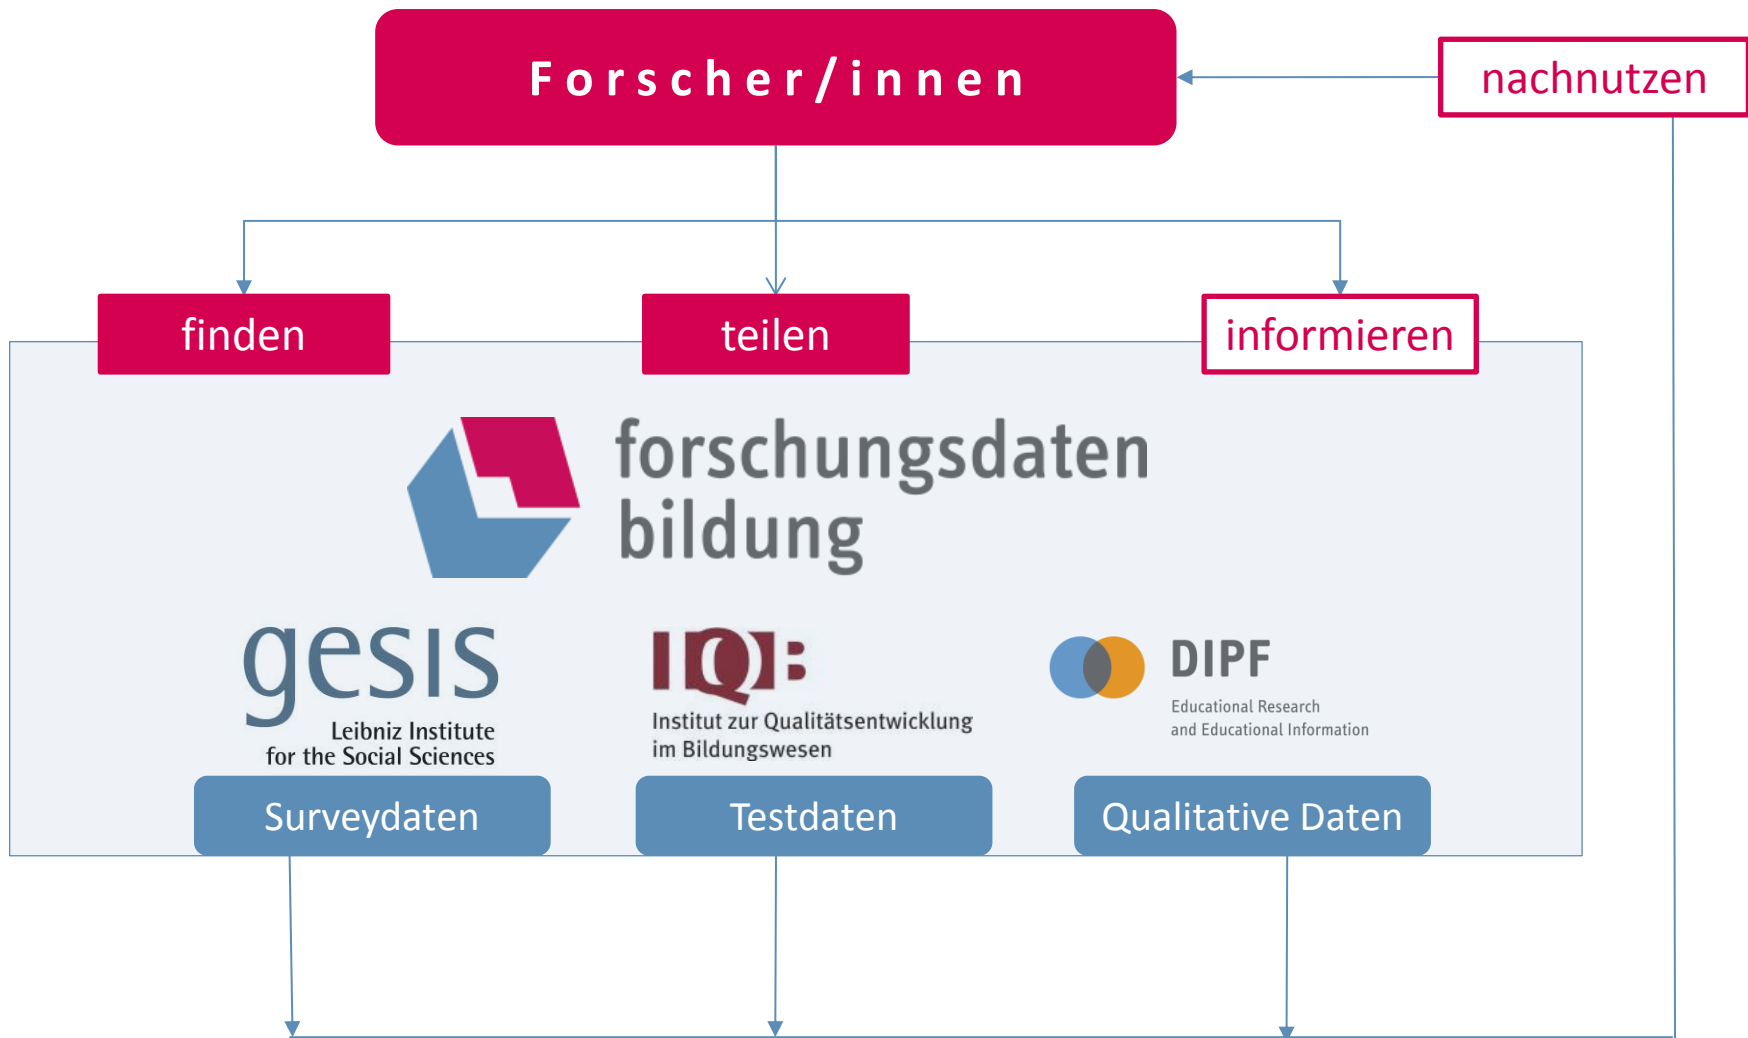 Forscher/innen
nachnutzen
finden
teilen
informieren
forschungsdaten
bildung
gesis
Leibniz Institute
for the Social Sciences
IQB
Institut zur Qualitätsentwicklung
im Bildungswesen
DIPF
Educational Research
and Educational Information
Surveydaten
Testdaten
Qualitative Daten